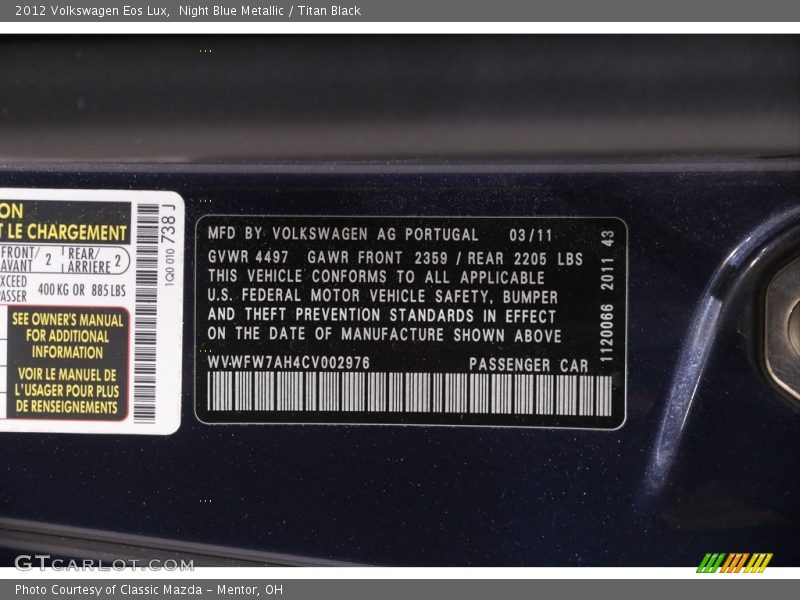 2012 Volkswagen Eos Lux,  Night Blue Metallic / Titan Black
ON
T LE CHARGEMENT
FRONT/ AVANT 2 REAR/ ARRIÈRE 2
XCEED
PASSER 400 KG OR 885 LBS
SEE OWNER'S MANUAL
FOR ADDITIONAL
INFORMATION
VOIR LE MANUEL DE
L'USAGER POUR PLUS
DE RENSEIGNEMENTS
1Q0 010 738 J
MFD BY VOLKSWAGEN AG PORTUGAL 03/11
GVWR 4497 GAWR FRONT 2359 / REAR 2205 LBS
THIS VEHICLE CONFORMS TO ALL APPLICABLE
U.S. FEDERAL MOTOR VEHICLE SAFETY, BUMPER
AND THEFT PREVENTION STANDARDS IN EFFECT
ON THE DATE OF MANUFACTURE SHOWN ABOVE
WVWFW7AH4CV002976 PASSENGER CAR
1120066 2011 43
GTCARLOT.COM
Photo Courtesy of Classic Mazda - Mentor, OH